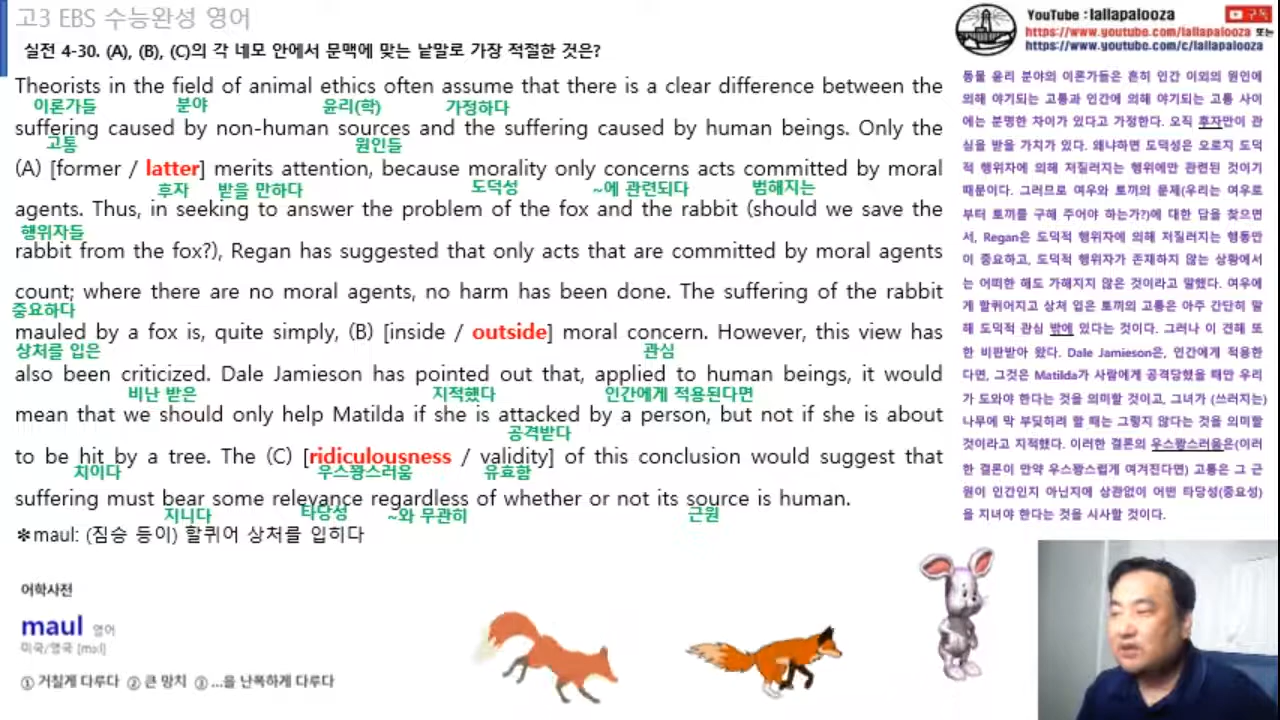 고3 EBS 수능완성 영어
실전 4-30. (A), (B), (C)의 각 네모 안에서 문맥에 맞는 낱말로 가장 적절한 것은?
YouTube : lallapalooza
구독
https://www.youtube.com/lallapalooza 또는
https://www.youtube.com/c/lallapalooza
Theorists in the field of animal ethics often assume that there is a clear difference between the
이론가들 분야 윤리(학) 가정하다
suffering caused by non-human sources and the suffering caused by human beings. Only the
고통 원인들
(A) [former / latter] merits attention, because morality only concerns acts committed by moral
후자 받을 만하다 도덕성 ~에 관련되다 범해지는
agents. Thus, in seeking to answer the problem of the fox and the rabbit (should we save the
행위자들
rabbit from the fox?), Regan has suggested that only acts that are committed by moral agents
count; where there are no moral agents, no harm has been done. The suffering of the rabbit
중요하다
mauled by a fox is, quite simply, (B) [inside / outside] moral concern. However, this view has
상처를 입은 관심
also been criticized. Dale Jamieson has pointed out that, applied to human beings, it would
비난 받은 지적했다 인간에게 적용된다면
mean that we should only help Matilda if she is attacked by a person, but not if she is about
공격받다
to be hit by a tree. The (C) [ridiculousness / validity] of this conclusion would suggest that
치이다 우스꽝스러움 유효함
suffering must bear some relevance regardless of whether or not its source is human.
지니다 타당성 ~와 무관히 근원
＊maul: (짐승 등이) 할퀴어 상처를 입히다
동물 윤리 분야의 이론가들은 흔히 인간 이외의 원인에
의해 야기되는 고통과 인간에 의해 야기되는 고통 사이
에는 분명한 차이가 있다고 가정한다. 오직 후자만이 관
심을 받을 가치가 있다. 왜냐하면 도덕성은 오로지 도덕
적 행위자에 의해 저질러지는 행위에만 관련된 것이기
때문이다. 그러므로 여우와 토끼의 문제(우리는 여우로
부터 토끼를 구해 주어야 하는가?)에 대한 답을 찾으면
서, Regan은 도덕적 행위자에 의해 저질러지는 행동만
이 중요하고, 도덕적 행위자가 존재하지 않는 상황에서
는 어떠한 해도 가해지지 않은 것이라고 말했다. 여우에
게 할퀴어지고 상처 입은 토끼의 고통은 아주 간단히 말
해 도덕적 관심 밖에 있다는 것이다. 그러나 이 견해 또
한 비판받아 왔다. Dale Jamieson은, 인간에게 적용한
다면, 그것은 Matilda가 사람에게 공격당했을 때만 우리
가 도와야 한다는 것을 의미할 것이고, 그녀가 (쓰러지는)
나무에 막 부딪히려 할 때는 그렇지 않다는 것을 의미할
것이라고 지적했다. 이러한 결론의 우스꽝스러움은(이러
한 결론이 만약 우스꽝스럽게 여겨진다면) 고통은 그 근
원이 인간인지 아닌지에 상관없이 어떤 타당성(중요성)
을 지녀야 한다는 것을 시사할 것이다.
어학사전
maul 영어
미국/영국 [mɔːl]
① 거칠게 다루다 ② 큰 망치 ③ …을 난폭하게 다루다